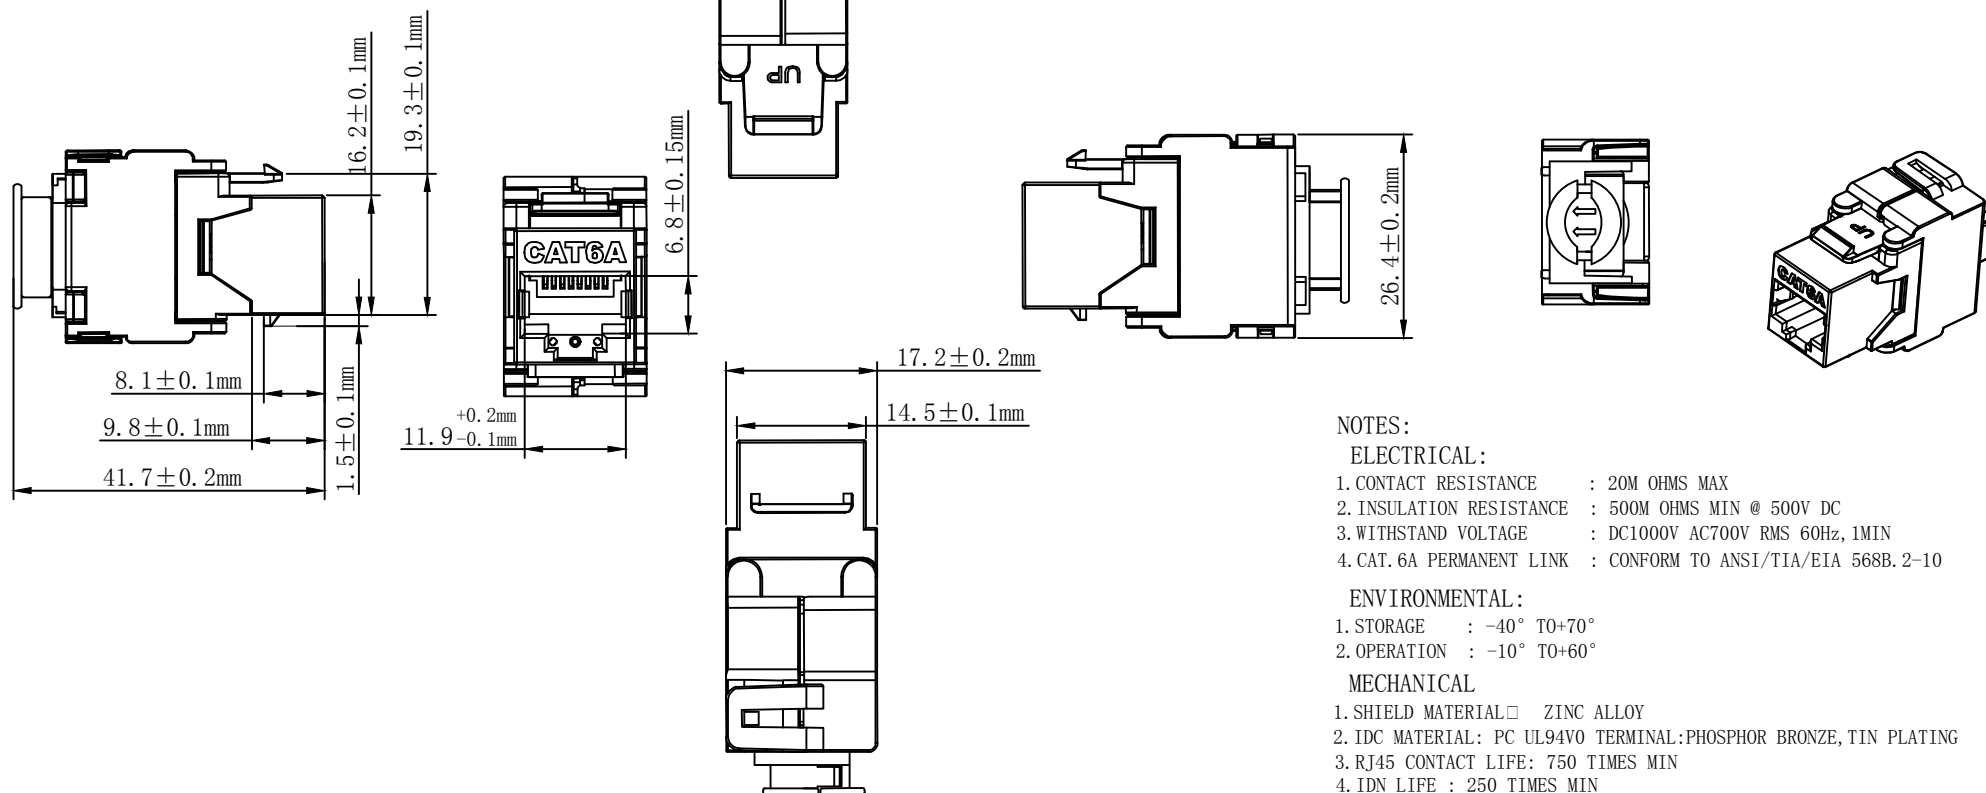 16.2±0.1mm
19.3±0.1mm
8.1±0.1mm
9.8±0.1mm
41.7±0.2mm
1.5±0.1mm
CAT6A
6.8±0.15mm
+0.2mm
11.9-0.1mm
UP
17.2±0.2mm
14.5±0.1mm
26.4±0.2mm
UP
CAT6A
NOTES:
ELECTRICAL:
1.CONTACT RESISTANCE : 20M OHMS MAX
2.INSULATION RESISTANCE : 500M OHMS MIN @ 500V DC
3.WITHSTAND VOLTAGE : DC1000V AC700V RMS 60Hz,1MIN
4.CAT.6A PERMANENT LINK : CONFORM TO ANSI/TIA/EIA 568B.2-10
ENVIRONMENTAL:
1.STORAGE : -40° TO+70°
2.OPERATION : -10° TO+60°
MECHANICAL
1.SHIELD MATERIAL□ ZINC ALLOY
2.IDC MATERIAL: PC UL94V0 TERMINAL:PHOSPHOR BRONZE,TIN PLATING
3.RJ45 CONTACT LIFE: 750 TIMES MIN
4.IDN LIFE : 250 TIMES MIN